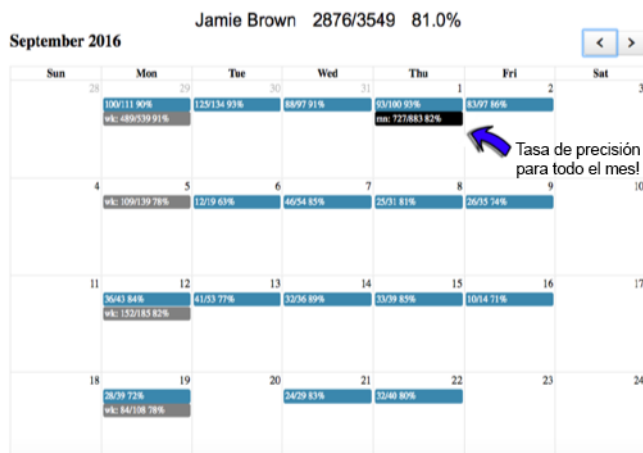 Jamie Brown 2876/3549 81.0%
September 2016
< >
Sun Mon Tue Wed Thu Fri Sat
28 29 30 31 1 2 3
100/111 90% 125/134 93% 88/97 91% 93/100 93% 83/97 86%
wk: 489/539 91% mn: 727/883 82%
Tasa de precisión
para todo el mes!
4 5 6 7 8 9 10
wk: 109/139 78% 12/19 63% 46/54 85% 25/31 81% 26/35 74%
11 12 13 14 15 16 17
36/43 84% 41/53 77% 32/36 89% 33/39 85% 10/14 71%
wk: 152/185 82%
18 19 20 21 22 23 24
28/39 72% 24/29 83% 32/40 80%
wk: 84/108 78%